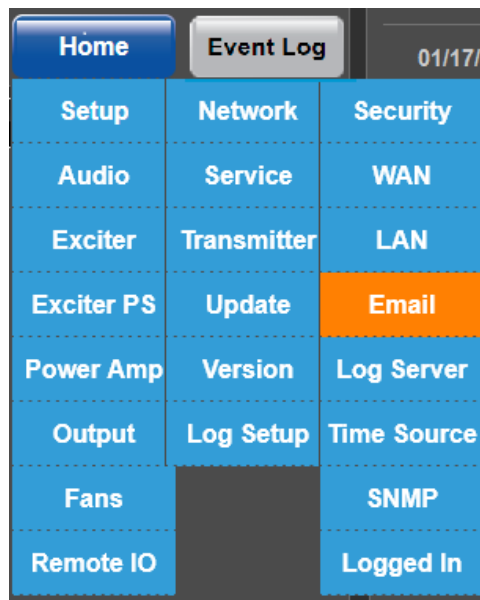 Home Event Log 01/17/
Setup Network Security
Audio Service WAN
Exciter Transmitter LAN
Exciter PS Update Email
Power Amp Version Log Server
Output Log Setup Time Source
Fans SNMP
Remote IO Logged In